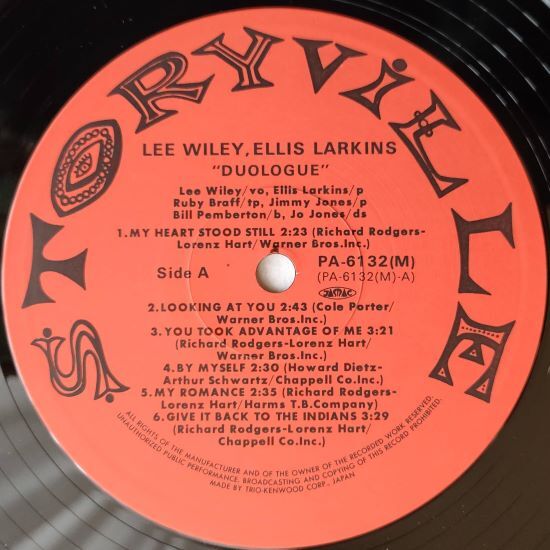 STORYVILLE
LEE WILEY, ELLIS LARKINS
"DUOLOGUE"
Lee Wiley/vo, Ellis Larkins/p
Ruby Braff/tp, Jimmy Jones/p
Bill Pemberton/b, Jo Jones/ds
1.MY HEART STOOD STILL 2:23 (Richard Rodgers-
Lorenz Hart/Warner Bros.Inc.)
Side A
PA-6132(M)
(PA-6132(M)-A)
JASRAC
2.LOOKING AT YOU 2:43 (Cole Porter/
Warner Bros.Inc.)
3.YOU TOOK ADVANTAGE OF ME 3:21
(Richard Rodgers-Lorenz Hart/
Warner Bros.Inc.)
4.BY MYSELF 2:30 (Howard Dietz-
Arthur Schwartz/Chappell Co.Inc.)
5.MY ROMANCE 2:35 (Richard Rodgers-
Lorenz Hart/Harms T.B.Company)
6.GIVE IT BACK TO THE INDIANS 3:29
(Richard Rodgers-Lorenz Hart/
Chappell Co.Inc.)
ALL RIGHTS OF THE MANUFACTURER AND OF THE OWNER OF THE RECORDED WORK RESERVED.
UNAUTHORIZED PUBLIC PERFORMANCE, BROADCASTING AND COPYING OF THIS RECORD PROHIBITED.
MADE BY TRIO-KENWOOD CORP., JAPAN